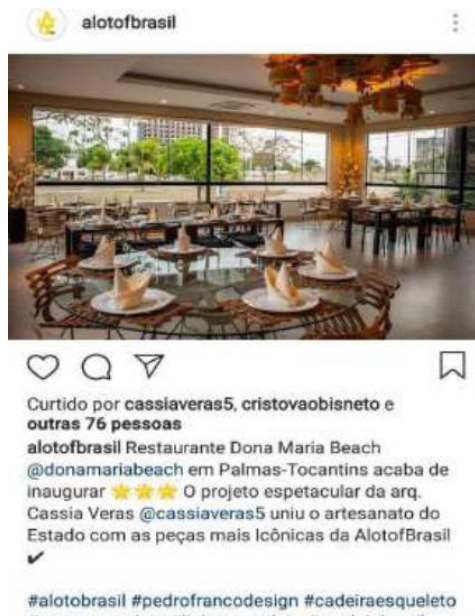 alotofbrasil
Curtido por cassiaveras5, cristovaobisneto e
outras 76 pessoas
alotofbrasil Restaurante Dona Maria Beach
@donamariabeach em Palmas-Tocantins acaba de
inaugurar ⭐⭐⭐ O projeto espetacular da arq.
Cassia Veras @cassiaveras5 uniu o artesanato do
Estado com as peças mais Icônicas da AlotofBrasil
✔
#alotobrasil #pedrofrancodesign #cadeiraesqueleto